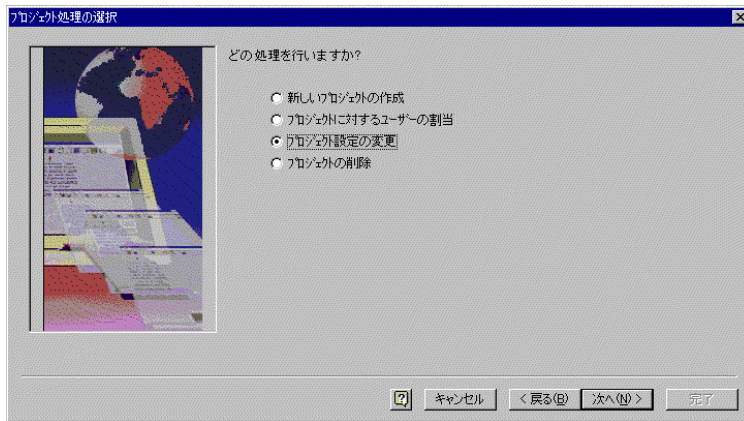 プロジェクト処理の選択
どの処理を行いますか?
新しいプロジェクトの作成
プロジェクトに対するユーザーの割当
プロジェクト設定の変更
プロジェクトの削除
キャンセル
< 戻る(B)
次へ(N) >
完了